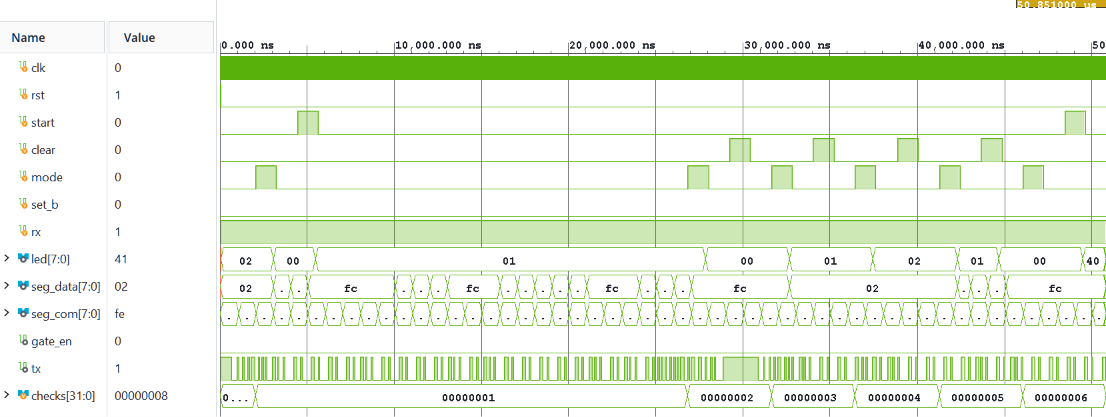 50.851000 us
Name Value
0.000 ns 10,000.000 ns 20,000.000 ns 30,000.000 ns 40,000.000 ns 50
clk 0
rst 1
start 0
clear 0
mode 0
set_b 0
rx 1
led[7:0] 41 02 00 01 00 01 02 01 00 40
seg_data[7:0] 02 02 . . fc . . . fc . . . . . fc . . . fc 02 . . . fc
seg_com[7:0] fe . . . . . . . . . . . . . . . . . . . . . . . . . . . . . . . . . . . . . . . . . . . . . . . . . . .
gate_en 0
tx 1
checks[31:0] 00000008 0... 00000001 00000002 00000003 00000004 00000005 00000006